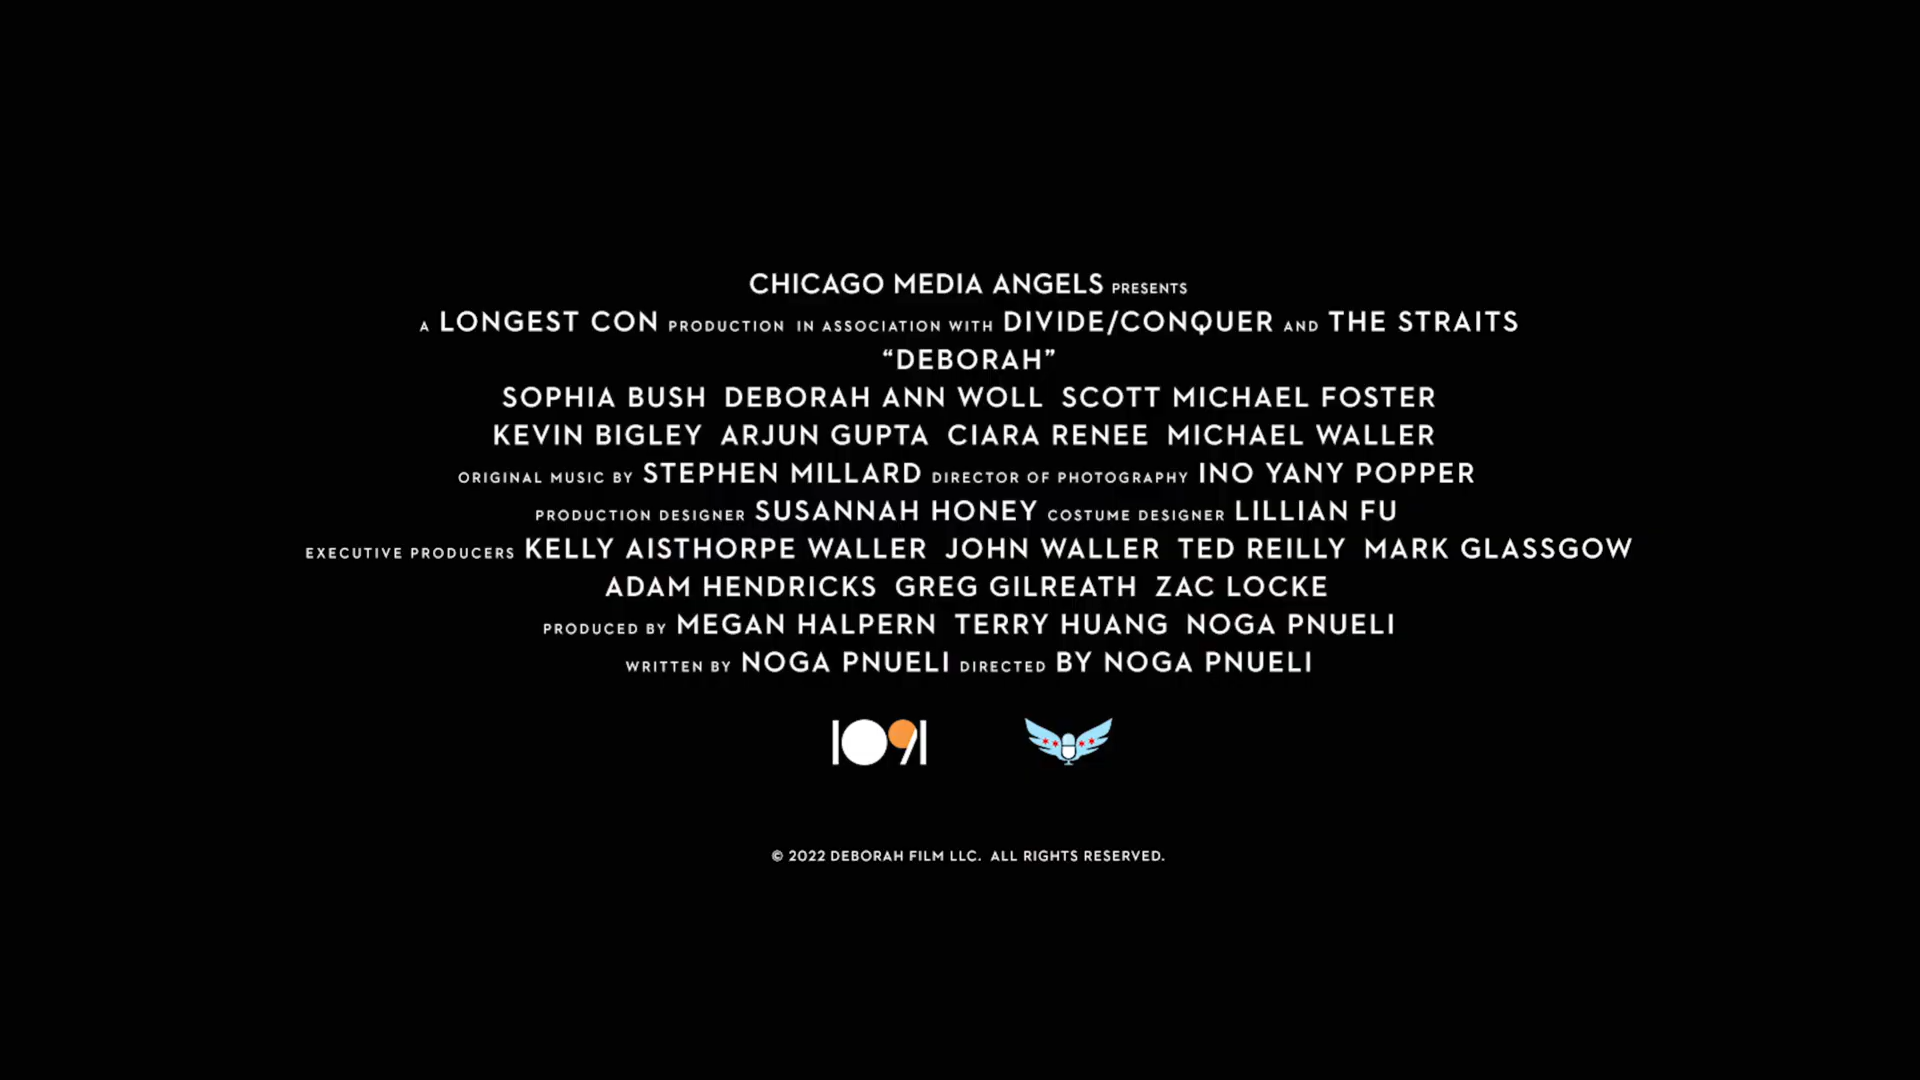 CHICAGO MEDIA ANGELS PRESENTS
A LONGEST CON PRODUCTION IN ASSOCIATION WITH DIVIDE/CONQUER AND THE STRAITS
“DEBORAH”
SOPHIA BUSH DEBORAH ANN WOLL SCOTT MICHAEL FOSTER
KEVIN BIGLEY ARJUN GUPTA CIARA RENEE MICHAEL WALLER
ORIGINAL MUSIC BY STEPHEN MILLARD DIRECTOR OF PHOTOGRAPHY INO YANY POPPER
PRODUCTION DESIGNER SUSANNAH HONEY COSTUME DESIGNER LILLIAN FU
EXECUTIVE PRODUCERS KELLY AISTHORPE WALLER JOHN WALLER TED REILLY MARK GLASSGOW
ADAM HENDRICKS GREG GILREATH ZAC LOCKE
PRODUCED BY MEGAN HALPERN TERRY HUANG NOGA PNUELI
WRITTEN BY NOGA PNUELI DIRECTED BY NOGA PNUELI
1091
© 2022 DEBORAH FILM LLC. ALL RIGHTS RESERVED.